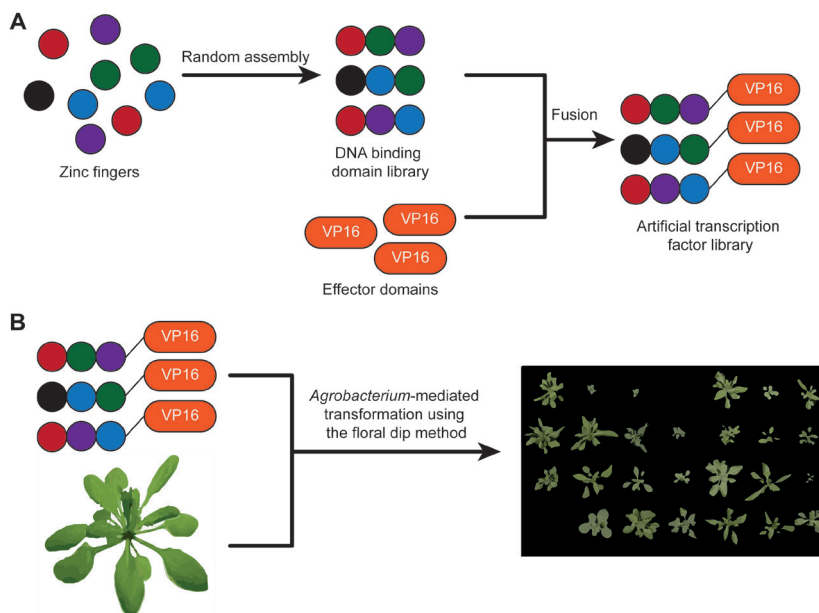 A
Random assembly
Zinc fingers
DNA binding
domain library
VP16
VP16
VP16
Effector domains
Fusion
VP16
VP16
VP16
Artificial transcription
factor library
B
VP16
VP16
VP16
Agrobacterium-mediated
transformation using
the floral dip method